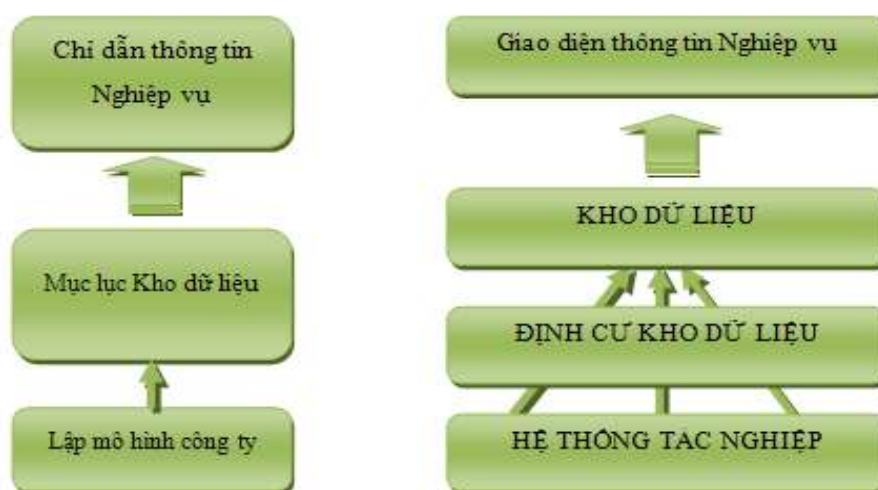 Chỉ dẫn thông tin
Nghiệp vụ
Mục lục Kho dữ liệu
Lập mô hình công ty
Giao diện thông tin Nghiệp vụ
KHO DỮ LIỆU
ĐỊNH CƯ KHO DỮ LIỆU
HỆ THỐNG TÁC NGHIỆP